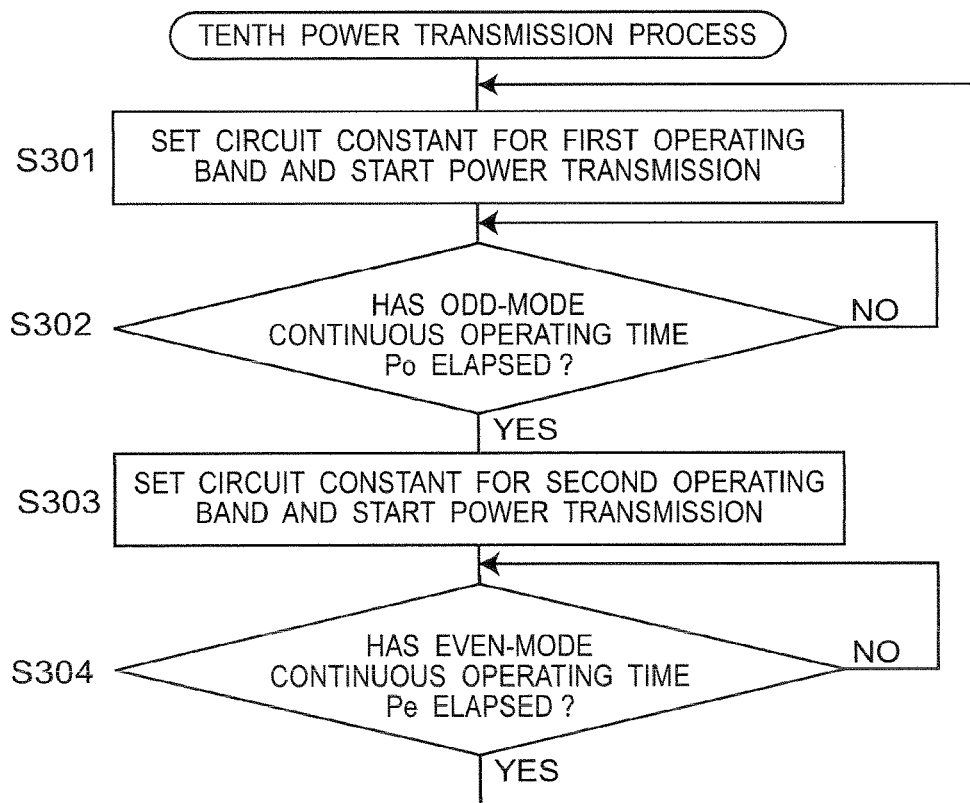 TENTH POWER TRANSMISSION PROCESS
S301
SET CIRCUIT CONSTANT FOR FIRST OPERATING
BAND AND START POWER TRANSMISSION
S302
HAS ODD-MODE
CONTINUOUS OPERATING TIME
Po ELAPSED ?
NO
YES
S303
SET CIRCUIT CONSTANT FOR SECOND OPERATING
BAND AND START POWER TRANSMISSION
S304
HAS EVEN-MODE
CONTINUOUS OPERATING TIME
Pe ELAPSED ?
NO
YES